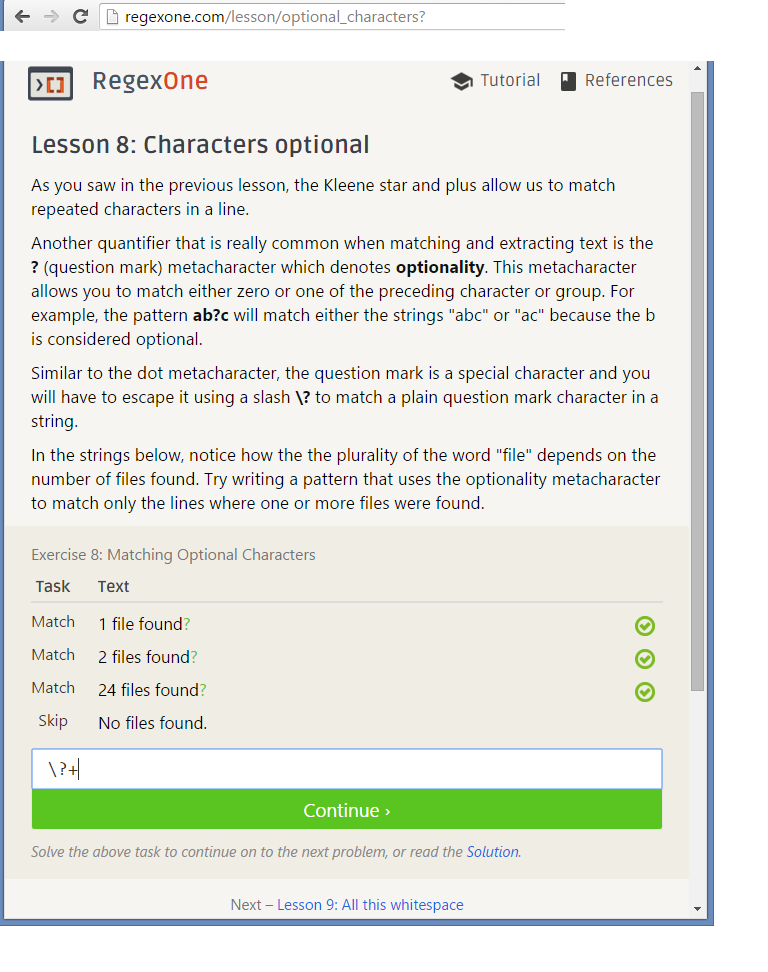 regexone.com/lesson/optional_characters?
RegexOne
Tutorial
References
Lesson 8: Characters optional
As you saw in the previous lesson, the Kleene star and plus allow us to match
repeated characters in a line.
Another quantifier that is really common when matching and extracting text is the
? (question mark) metacharacter which denotes optionality. This metacharacter
allows you to match either zero or one of the preceding character or group. For
example, the pattern ab?c will match either the strings "abc" or "ac" because the b
is considered optional.
Similar to the dot metacharacter, the question mark is a special character and you
will have to escape it using a slash \? to match a plain question mark character in a
string.
In the strings below, notice how the the plurality of the word "file" depends on the
number of files found. Try writing a pattern that uses the optionality metacharacter
to match only the lines where one or more files were found.
Exercise 8: Matching Optional Characters
Task Text
Match 1 file found?
Match 2 files found?
Match 24 files found?
Skip No files found.
\?+
Continue ›
Solve the above task to continue on to the next problem, or read the Solution.
Next – Lesson 9: All this whitespace